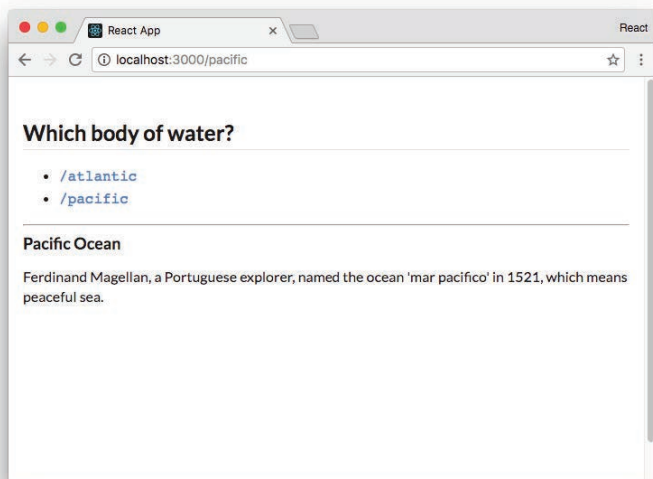 React App
React
localhost:3000/pacific
Which body of water?
/atlantic
/pacific
Pacific Ocean
Ferdinand Magellan, a Portuguese explorer, named the ocean 'mar pacifico' in 1521, which means
peaceful sea.